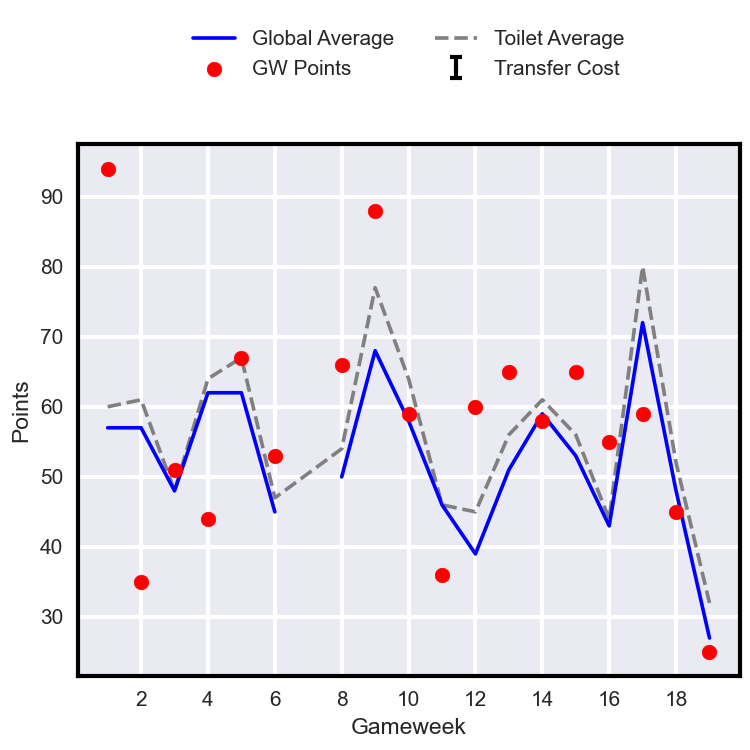 Global Average
Toilet Average
GW Points
Transfer Cost
90
80
70
60
50
40
30
Points
2 4 6 8 10 12 14 16 18
Gameweek